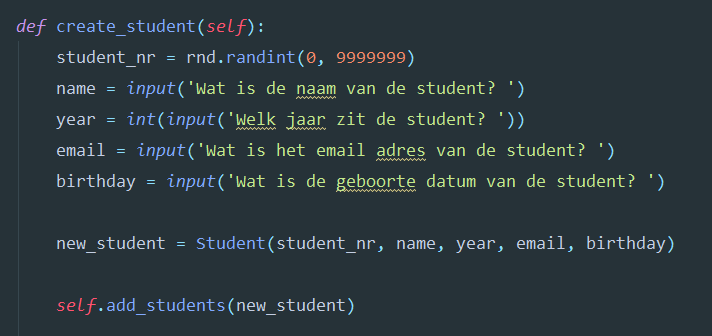 def create_student(self):
student_nr = rnd.randint(0, 9999999)
name = input('Wat is de naam van de student? ')
year = int(input('Welk jaar zit de student? '))
email = input('Wat is het email adres van de student? ')
birthday = input('Wat is de geboorte datum van de student? ')
new_student = Student(student_nr, name, year, email, birthday)
self.add_students(new_student)